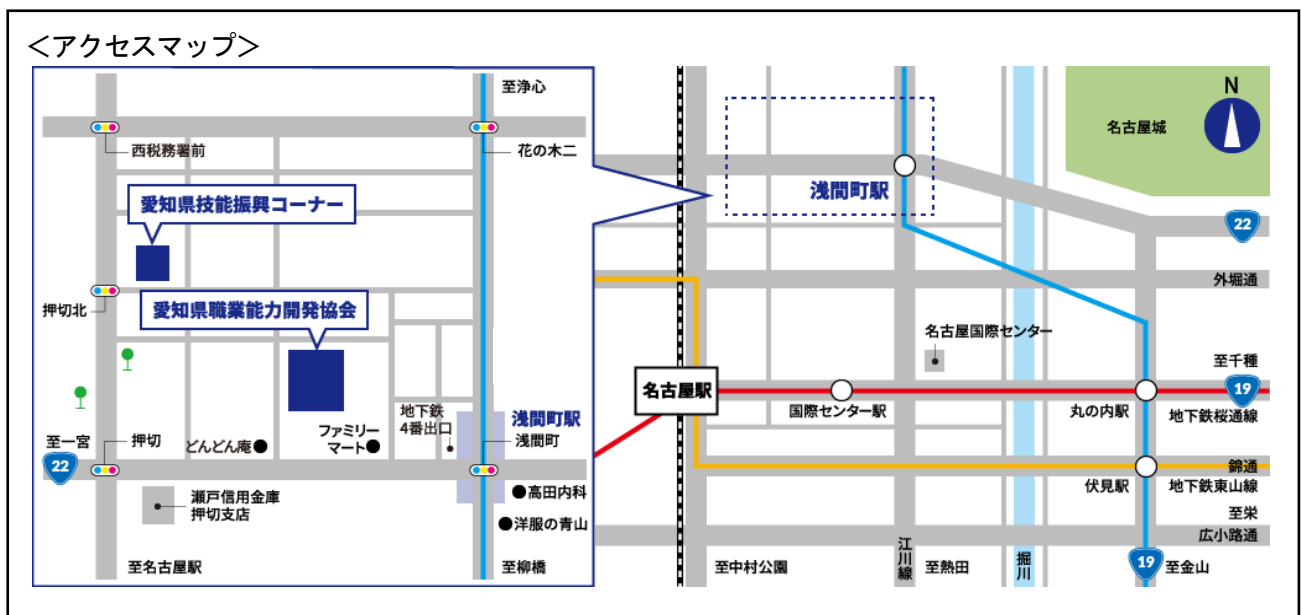 <アクセスマップ>
至浄心
西税務署前
花の木二
愛知県技能振興コーナー
押切北
愛知県職業能力開発協会
地下鉄
4番出口
浅間町駅
浅間町
至一宮
押切
どんどん庵
ファミリー
マート
22
高田内科
瀬戸信用金庫
押切支店
洋服の青山
至名古屋駅
至柳橋
N
名古屋城
浅間町駅
22
外堀通
名古屋国際センター
至千種
名古屋駅
19
国際センター駅
丸の内駅
地下鉄桜通線
錦通
伏見駅
地下鉄東山線
至栄
広小路通
至中村公園
江川線
至熱田
堀川
19
至金山